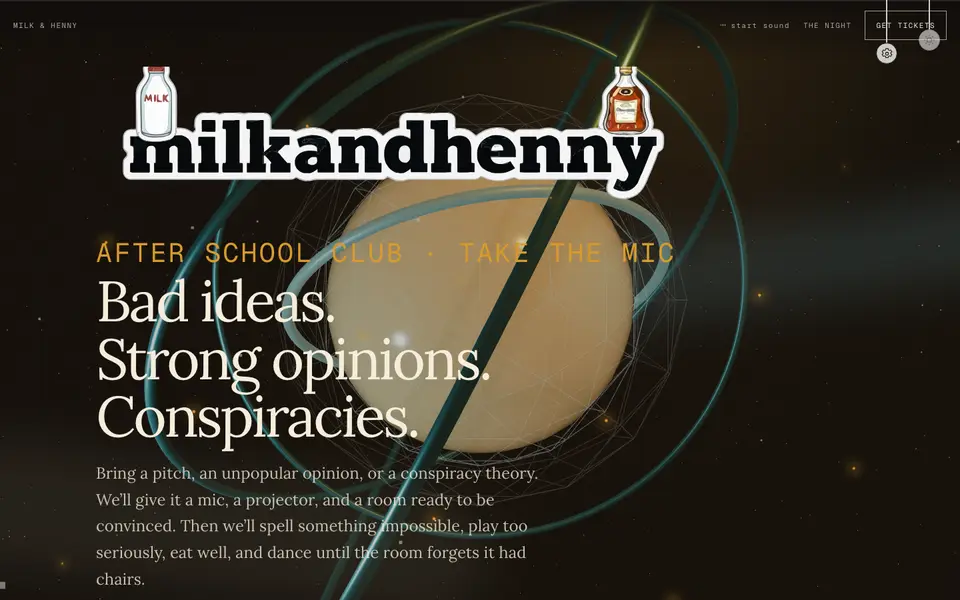 MILK & HENNY
start sound
THE NIGHT
GET TICKETS
MILK
milkandhenny
AFTER SCHOOL CLUB · TAKE THE MIC
Bad ideas.
Strong opinions.
Conspiracies.
Bring a pitch, an unpopular opinion, or a conspiracy theory.
We’ll give it a mic, a projector, and a room ready to be
convinced. Then we’ll spell something impossible, play too
seriously, eat well, and dance until the room forgets it had
chairs.